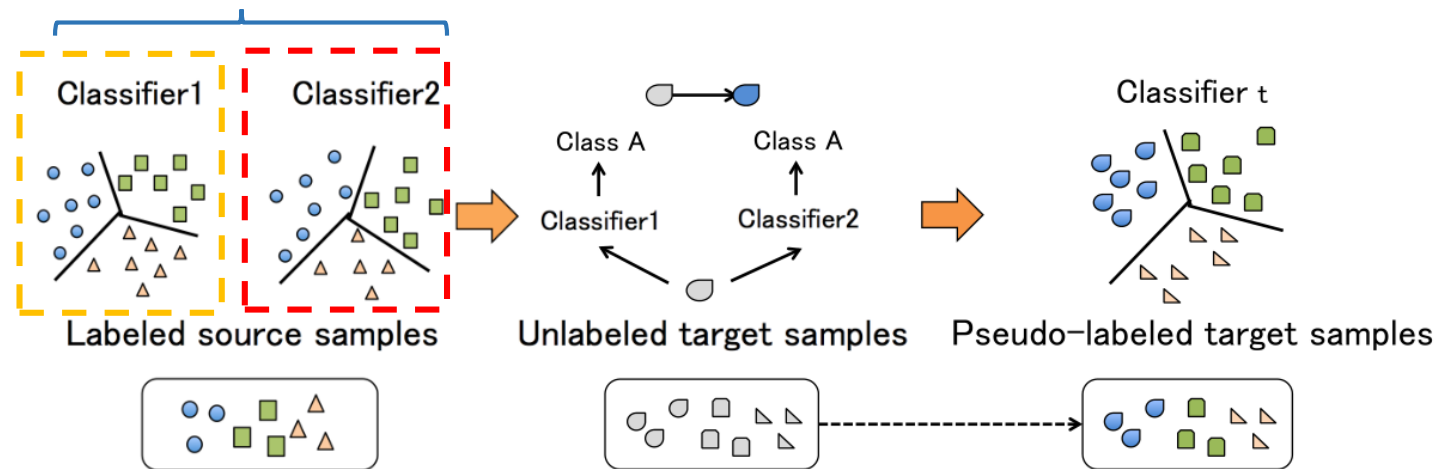 Classifier1
Classifier2
Labeled source samples
Class A
Class A
Classifier1
Classifier2
Unlabeled target samples
Classifier t
Pseudo-labeled target samples